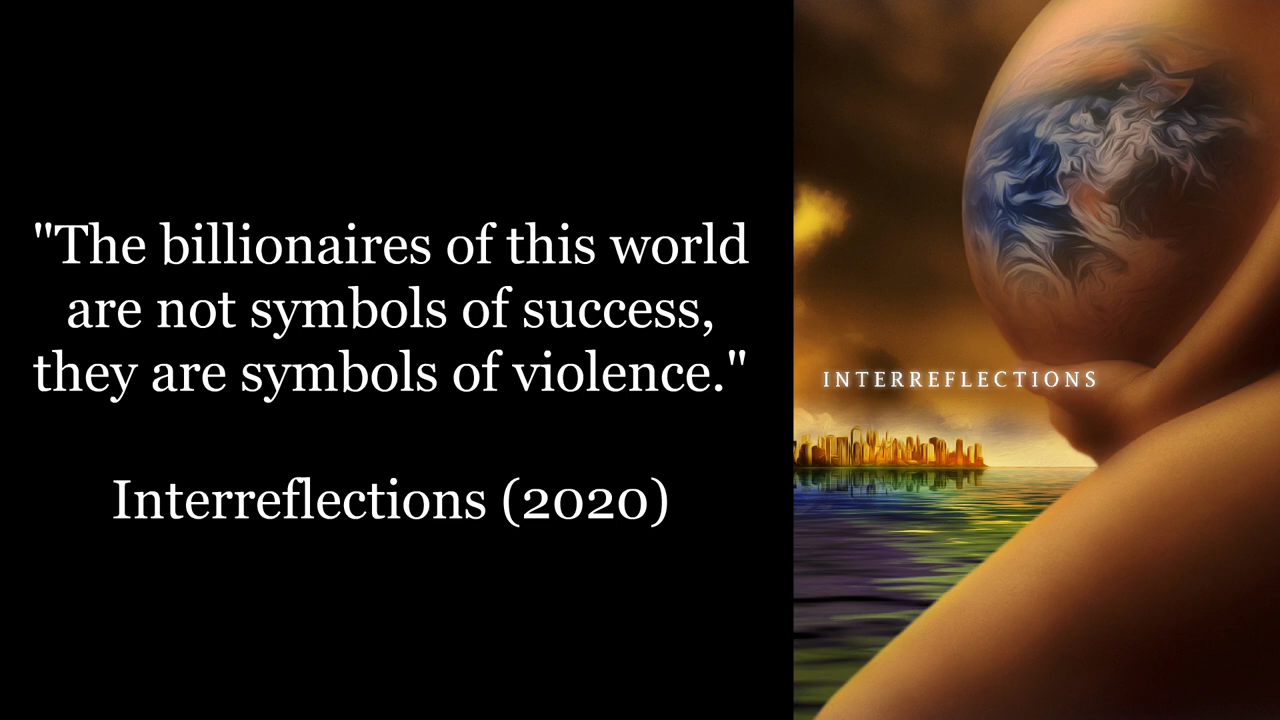 "The billionaires of this world
are not symbols of success,
they are symbols of violence."
Interreflections (2020)
INTERREFLECTIONS